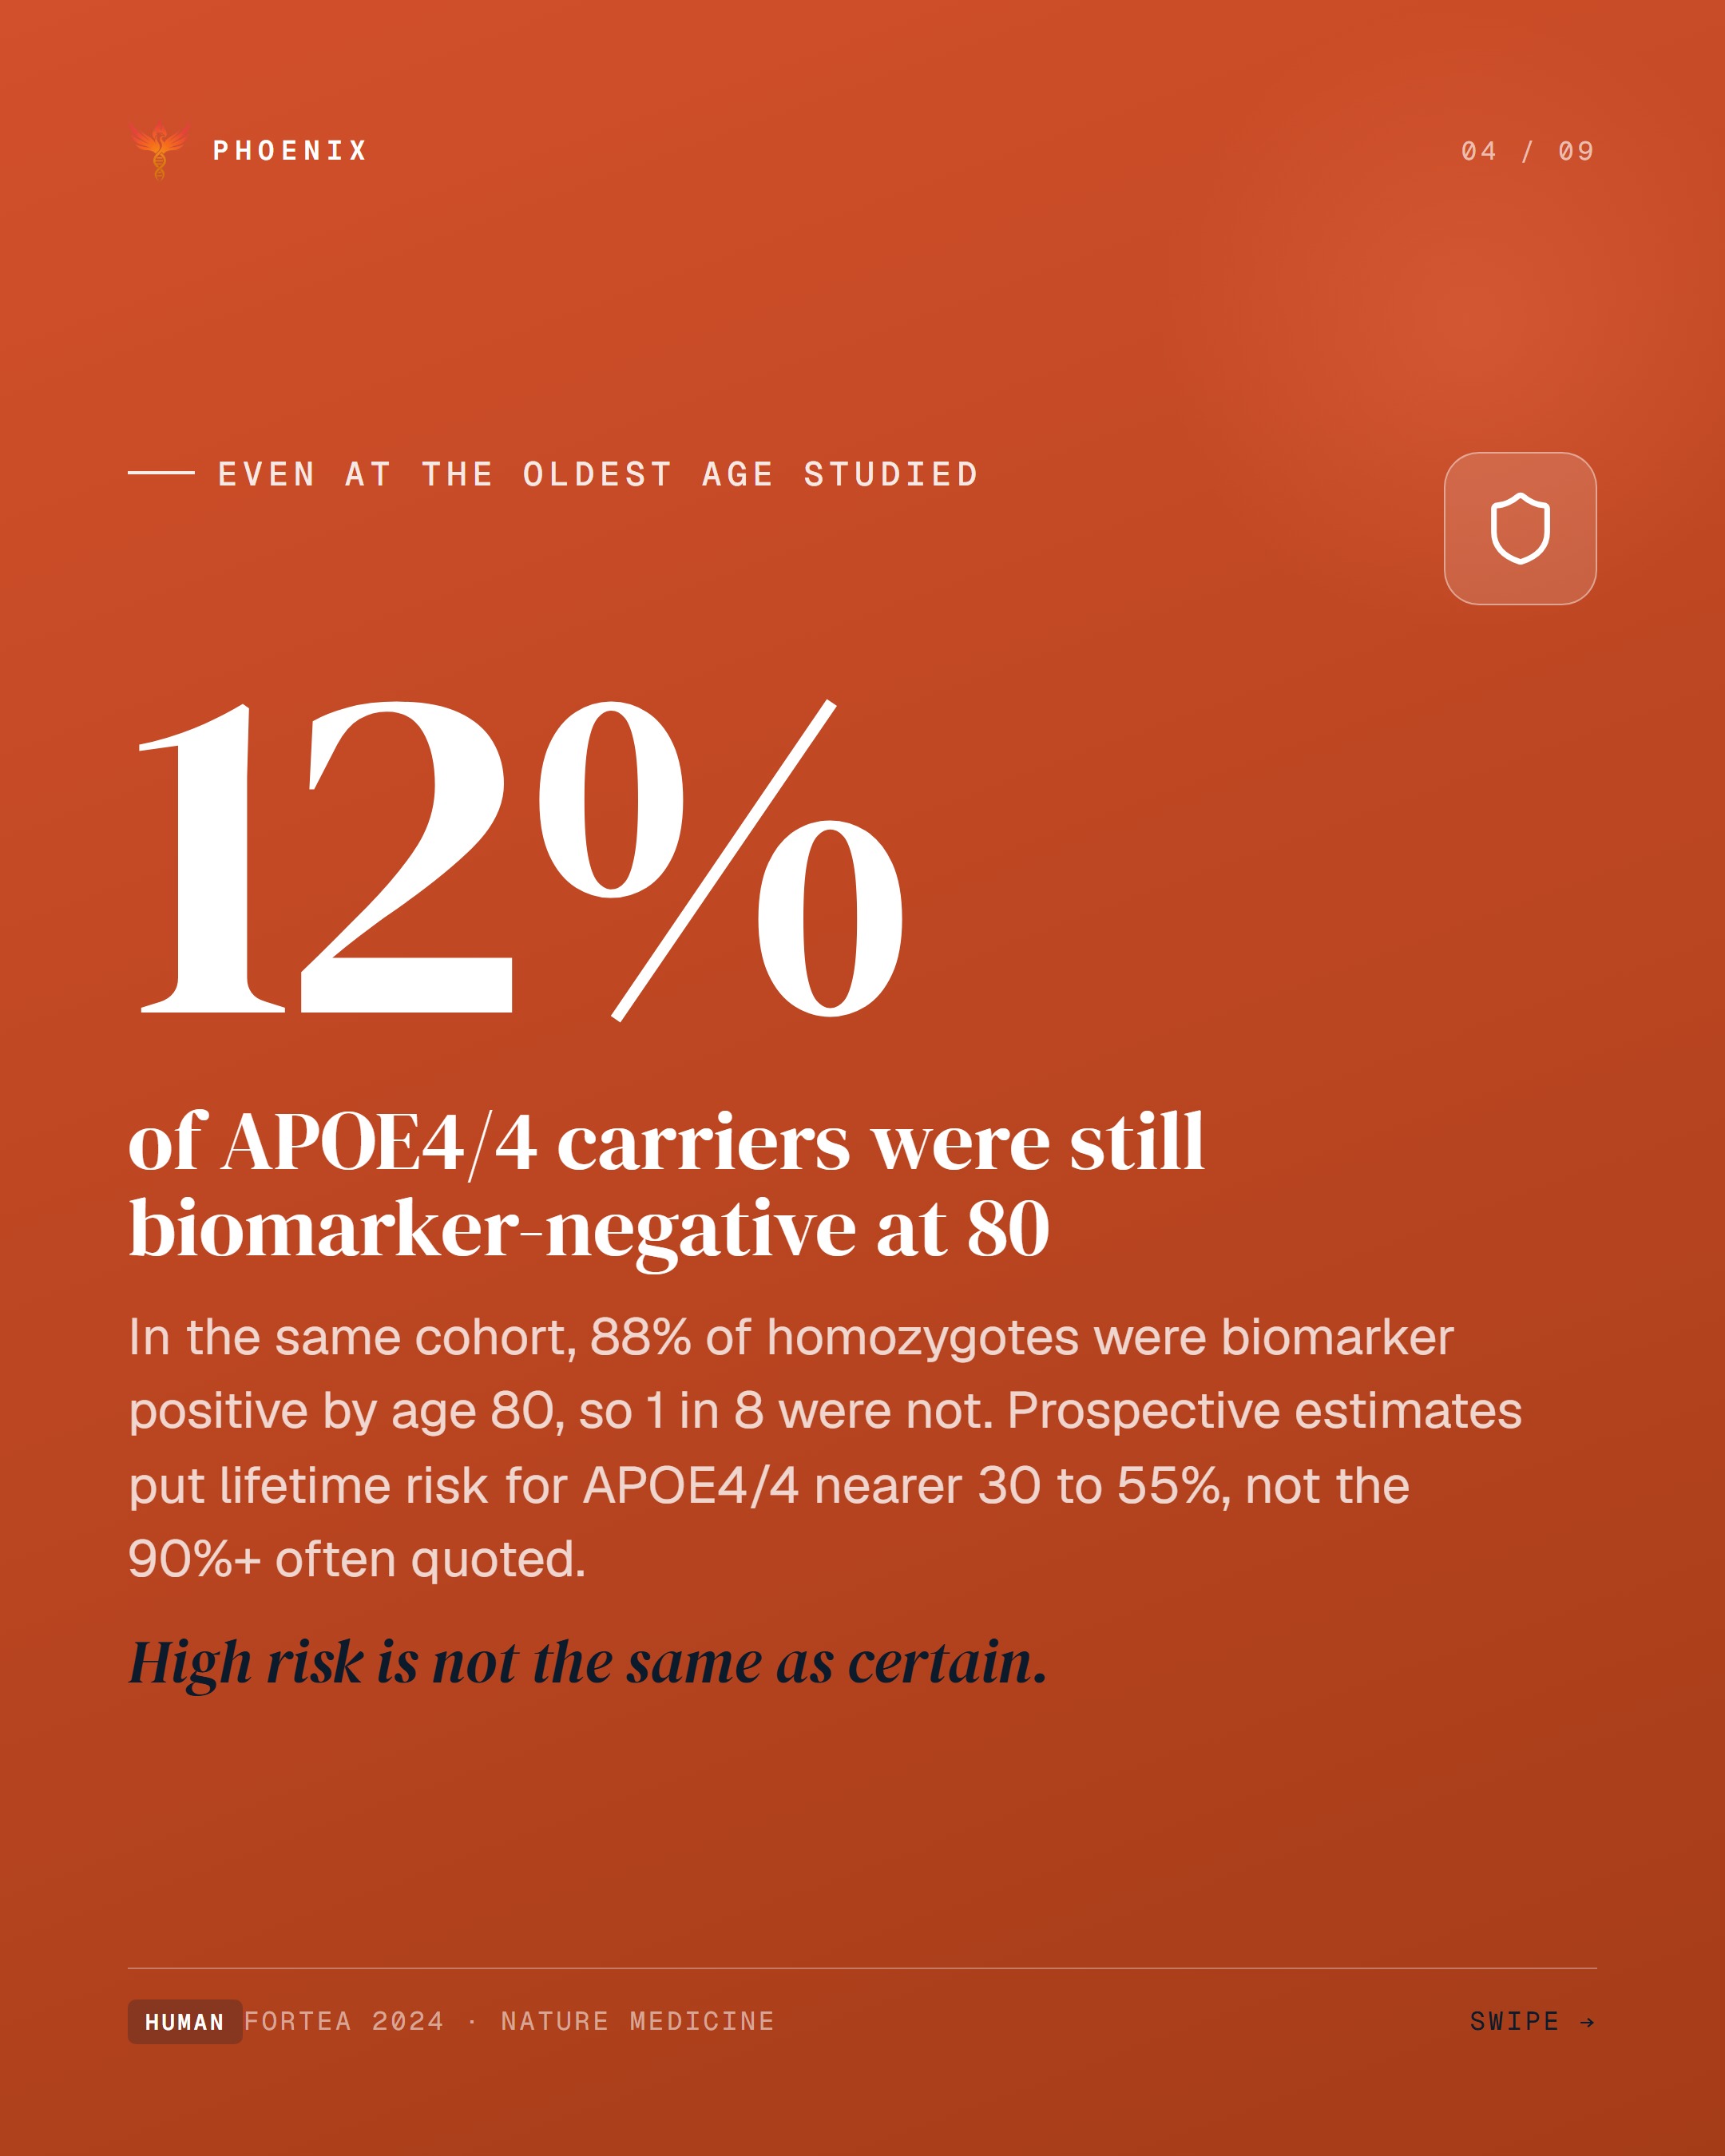 PHOENIX
04 / 09
EVEN AT THE OLDEST AGE STUDIED
12%
of APOE4/4 carriers were still
biomarker-negative at 80
In the same cohort, 88% of homozygotes were biomarker
positive by age 80, so 1 in 8 were not. Prospective estimates
put lifetime risk for APOE4/4 nearer 30 to 55%, not the
90%+ often quoted.
High risk is not the same as certain.
HUMAN FORTEA 2024 · NATURE MEDICINE
SWIPE →